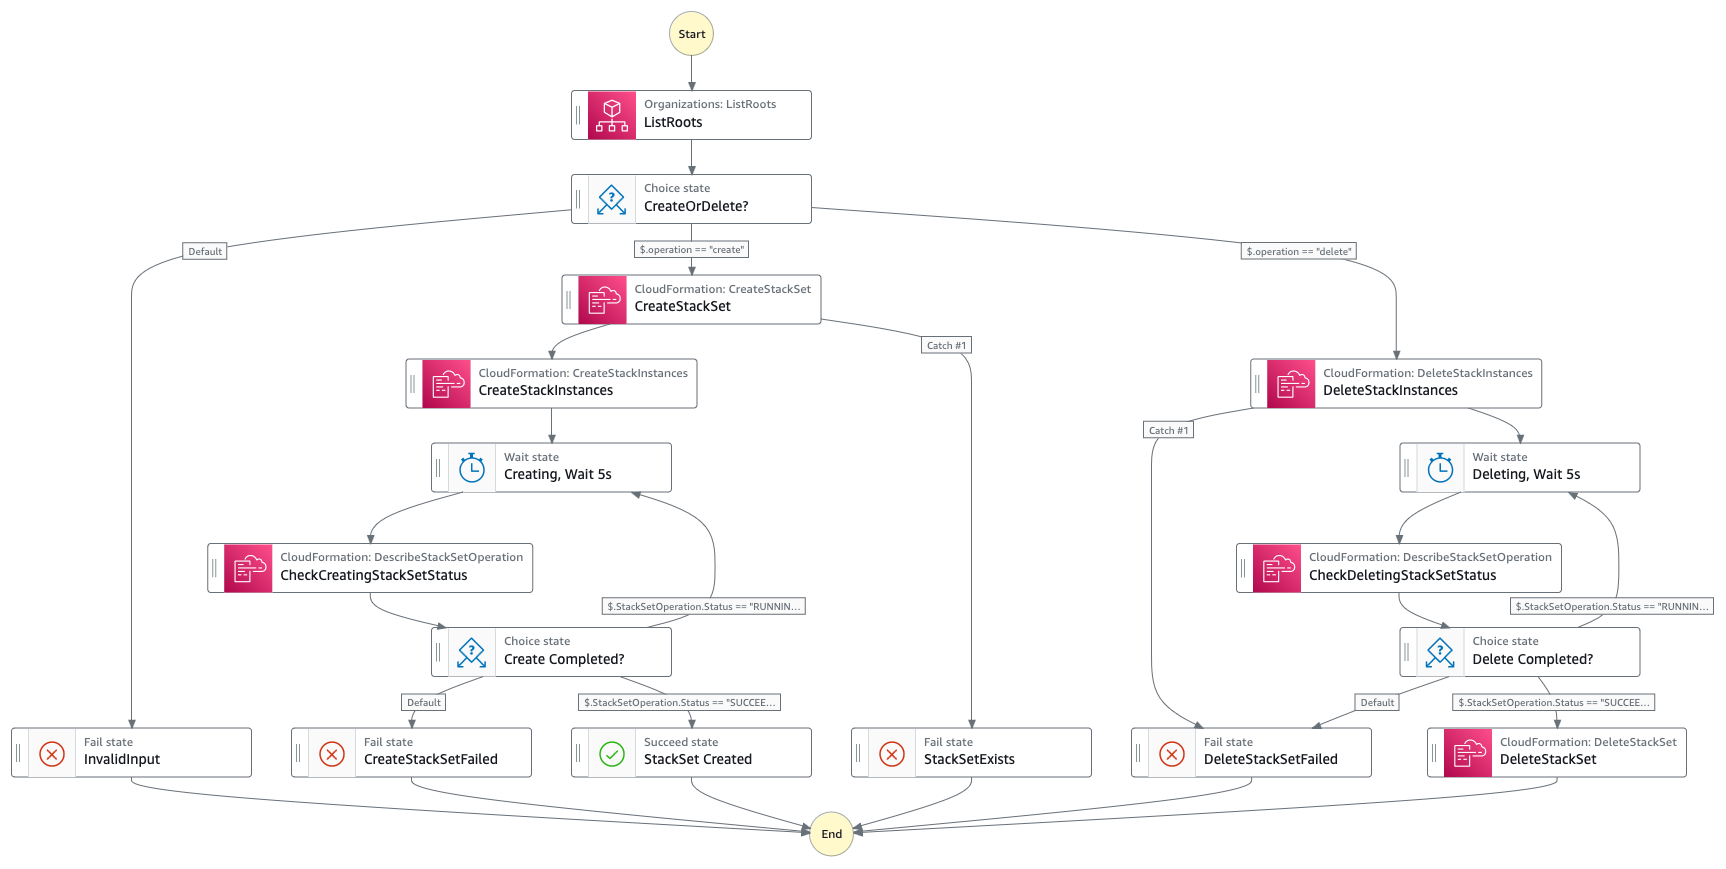 Start
Organizations: ListRoots
ListRoots
Choice state
CreateOrDelete?
Default
$.operation == "create"
$.operation == "delete"
CloudFormation: CreateStackSet
CreateStackSet
Catch #1
CloudFormation: CreateStackInstances
CreateStackInstances
CloudFormation: DeleteStackInstances
DeleteStackInstances
Catch #1
Wait state
Creating, Wait 5s
Wait state
Deleting, Wait 5s
CloudFormation: DescribeStackSetOperation
CheckCreatingStackSetStatus
CloudFormation: DescribeStackSetOperation
CheckDeletingStackSetStatus
$.StackSetOperation.Status == "RUNNIN...
$.StackSetOperation.Status == "RUNNIN...
Choice state
Create Completed?
Choice state
Delete Completed?
Default
$.StackSetOperation.Status == "SUCCEE...
Default
$.StackSetOperation.Status == "SUCCEE...
Fail state
InvalidInput
Fail state
CreateStackSetFailed
Succeed state
StackSet Created
Fail state
StackSetExists
Fail state
DeleteStackSetFailed
CloudFormation: DeleteStackSet
DeleteStackSet
End